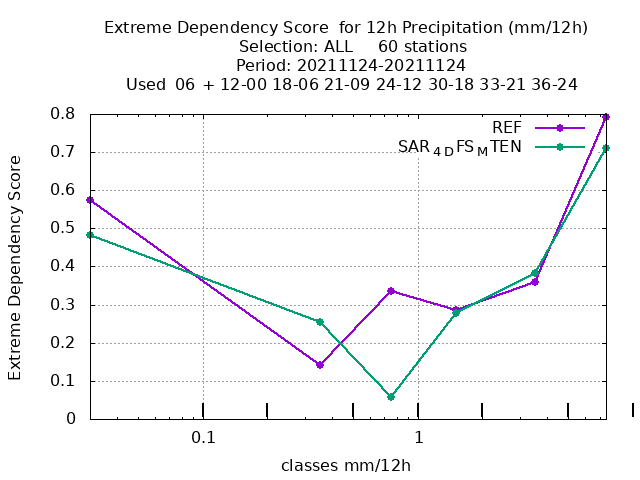 Extreme Dependency Score  for 12h Precipitation (mm/12h)
Selection: ALL     60 stations
Period: 20211124-20211124
Used  06 + 12-00 18-06 21-09 24-12 30-18 33-21 36-24
REF
SAR4DFSMTEN
Extreme Dependency Score
0.8
0.7
0.6
0.5
0.4
0.3
0.2
0.1
0
0.1
1
classes mm/12h